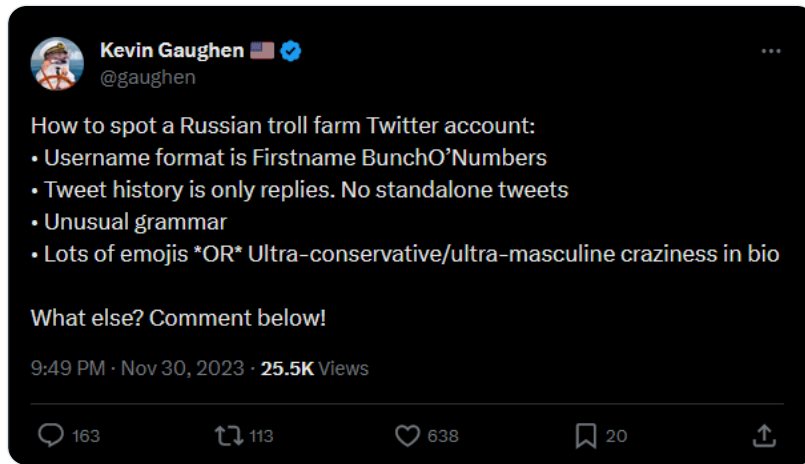 Kevin Gaughen 🇺🇸
@gaughen
How to spot a Russian troll farm Twitter account:
• Username format is Firstname BunchO’Numbers
• Tweet history is only replies. No standalone tweets
• Unusual grammar
• Lots of emojis *OR* Ultra-conservative/ultra-masculine craziness in bio
What else? Comment below!
9:49 PM · Nov 30, 2023 · 25.5K Views
163 113 638 20